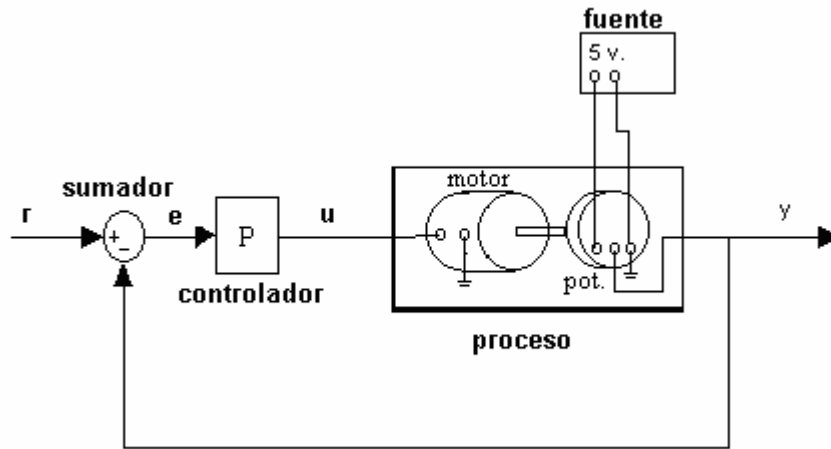 fuente
5 v.
sumador
motor
r
e
u
y
+
−
P
pot.
controlador
proceso